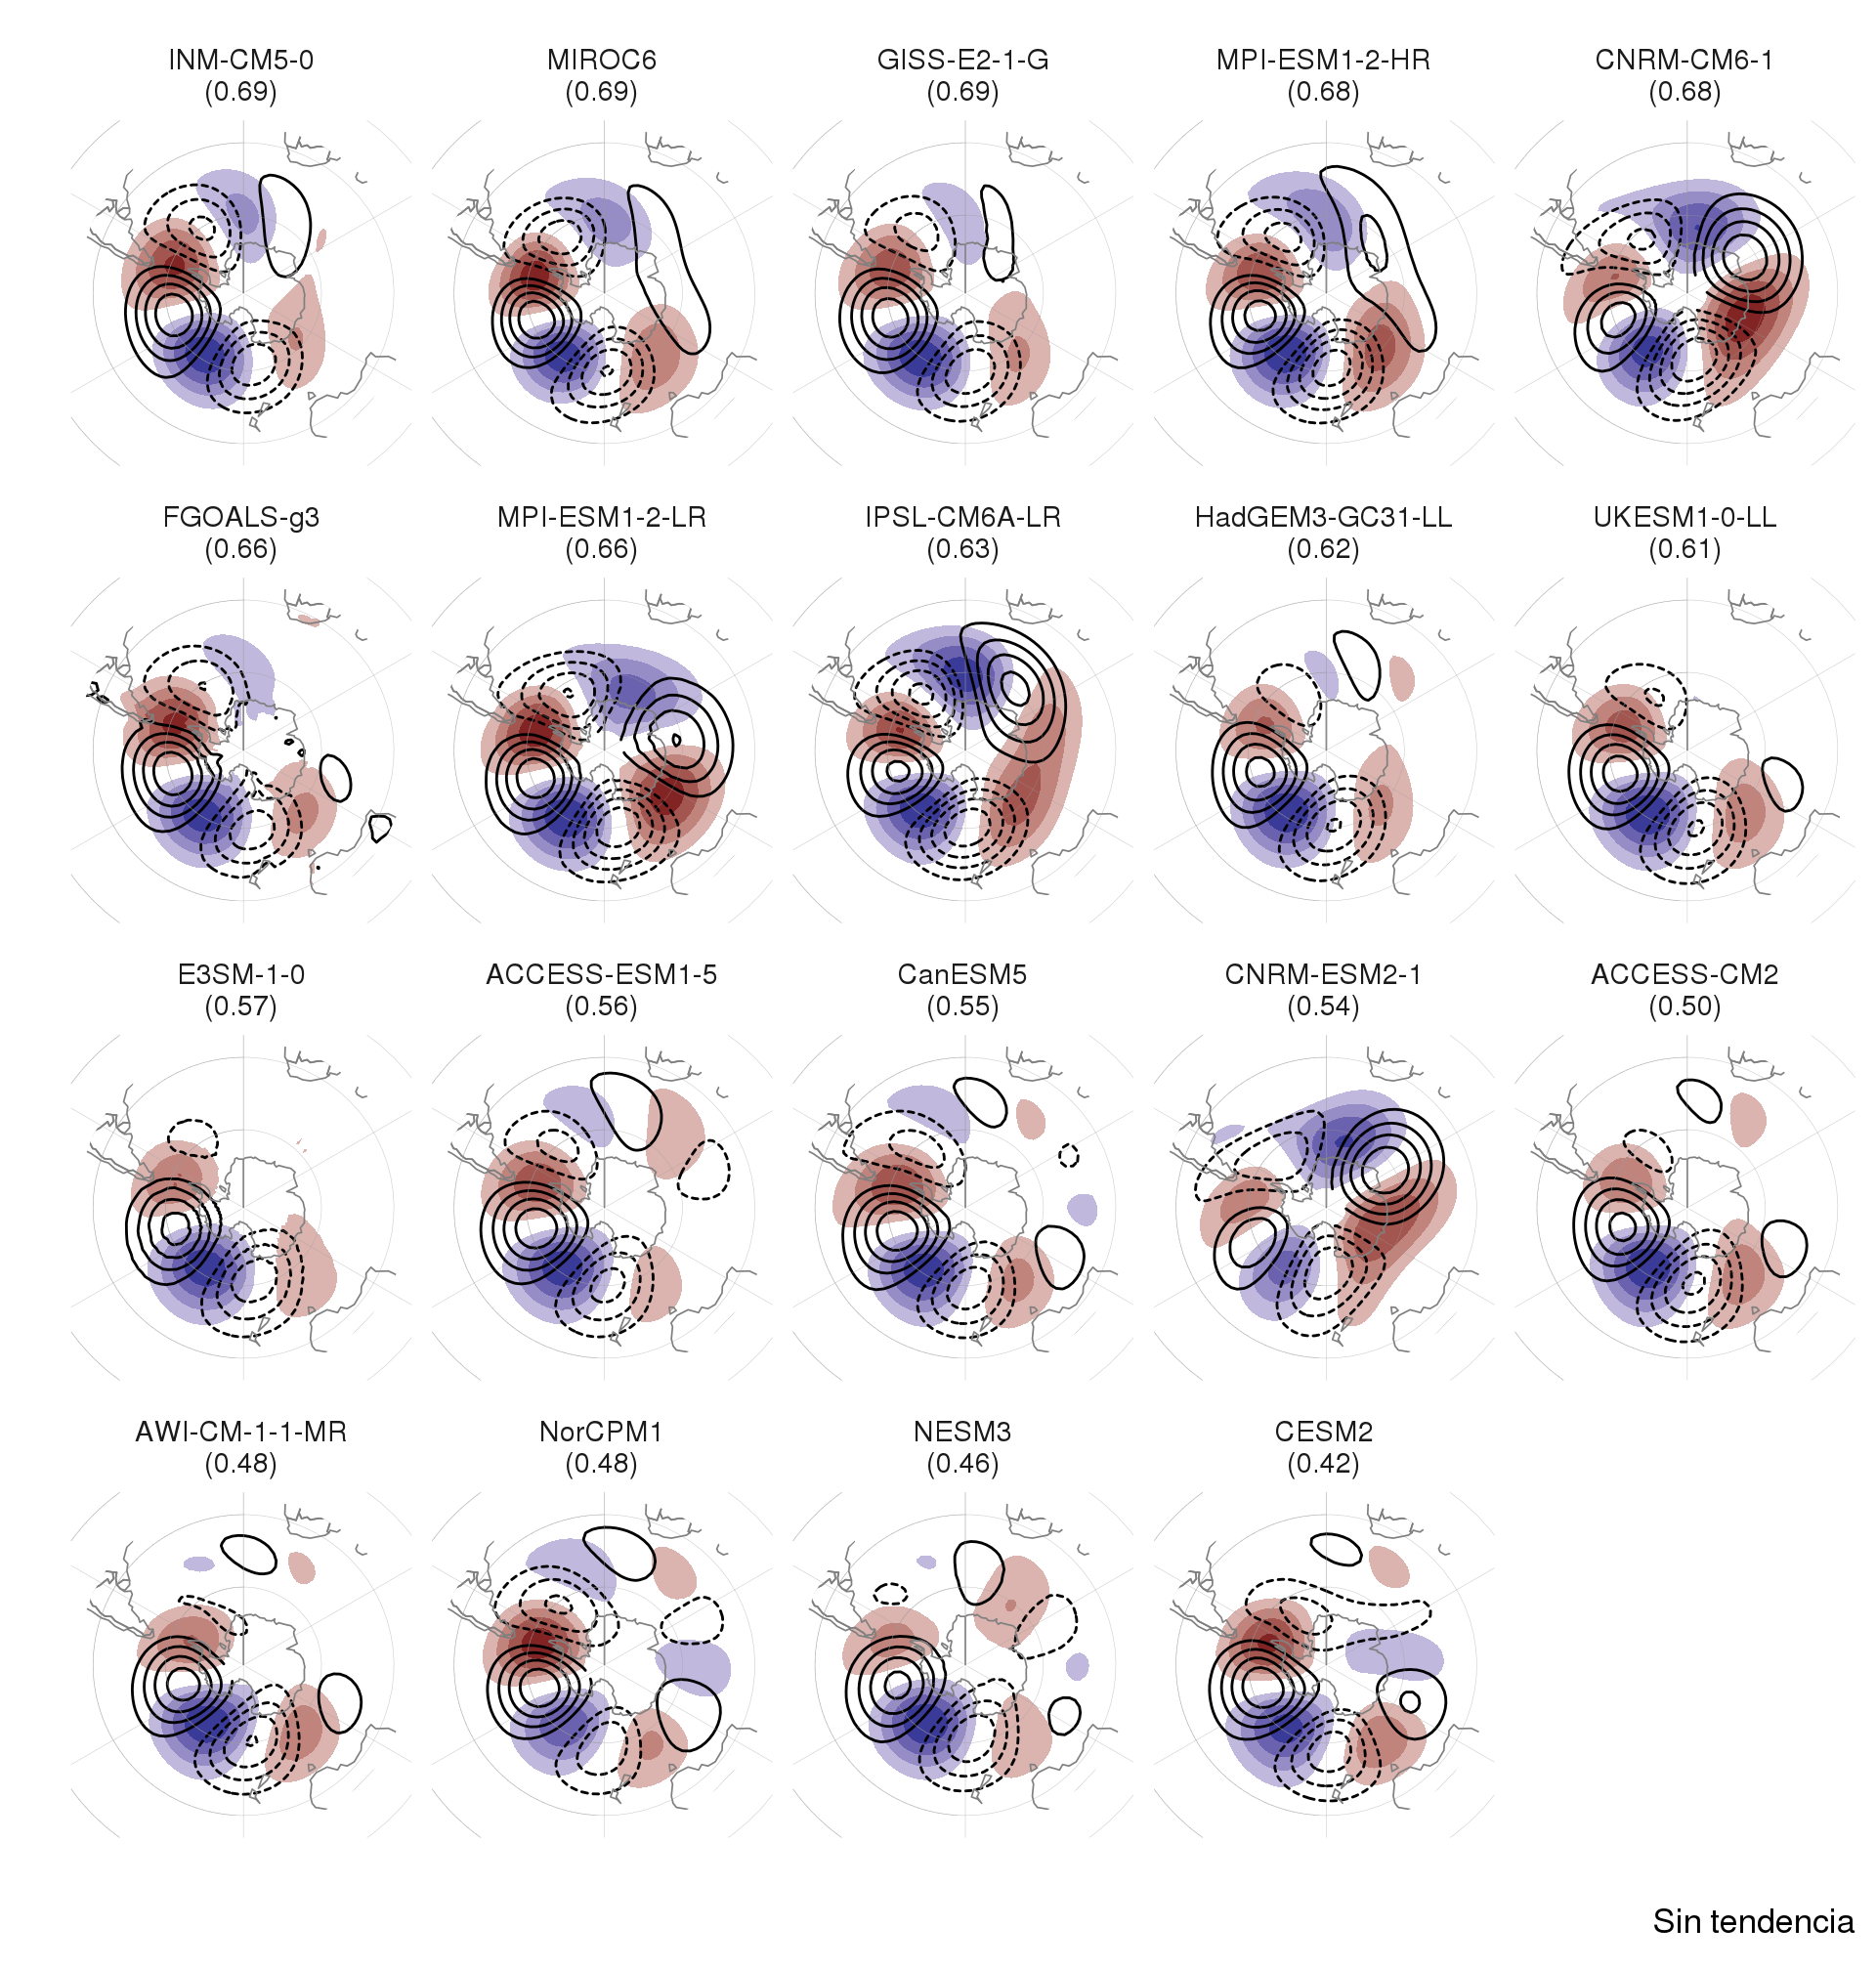 INM-CM5-0
(0.69)
MIROC6
(0.69)
GISS-E2-1-G
(0.69)
MPI-ESM1-2-HR
(0.68)
CNRM-CM6-1
(0.68)
FGOALS-g3
(0.66)
MPI-ESM1-2-LR
(0.66)
IPSL-CM6A-LR
(0.63)
HadGEM3-GC31-LL
(0.62)
UKESM1-0-LL
(0.61)
E3SM-1-0
(0.57)
ACCESS-ESM1-5
(0.56)
CanESM5
(0.55)
CNRM-ESM2-1
(0.54)
ACCESS-CM2
(0.50)
AWI-CM-1-1-MR
(0.48)
NorCPM1
(0.48)
NESM3
(0.46)
CESM2
(0.42)
Sin tendencia